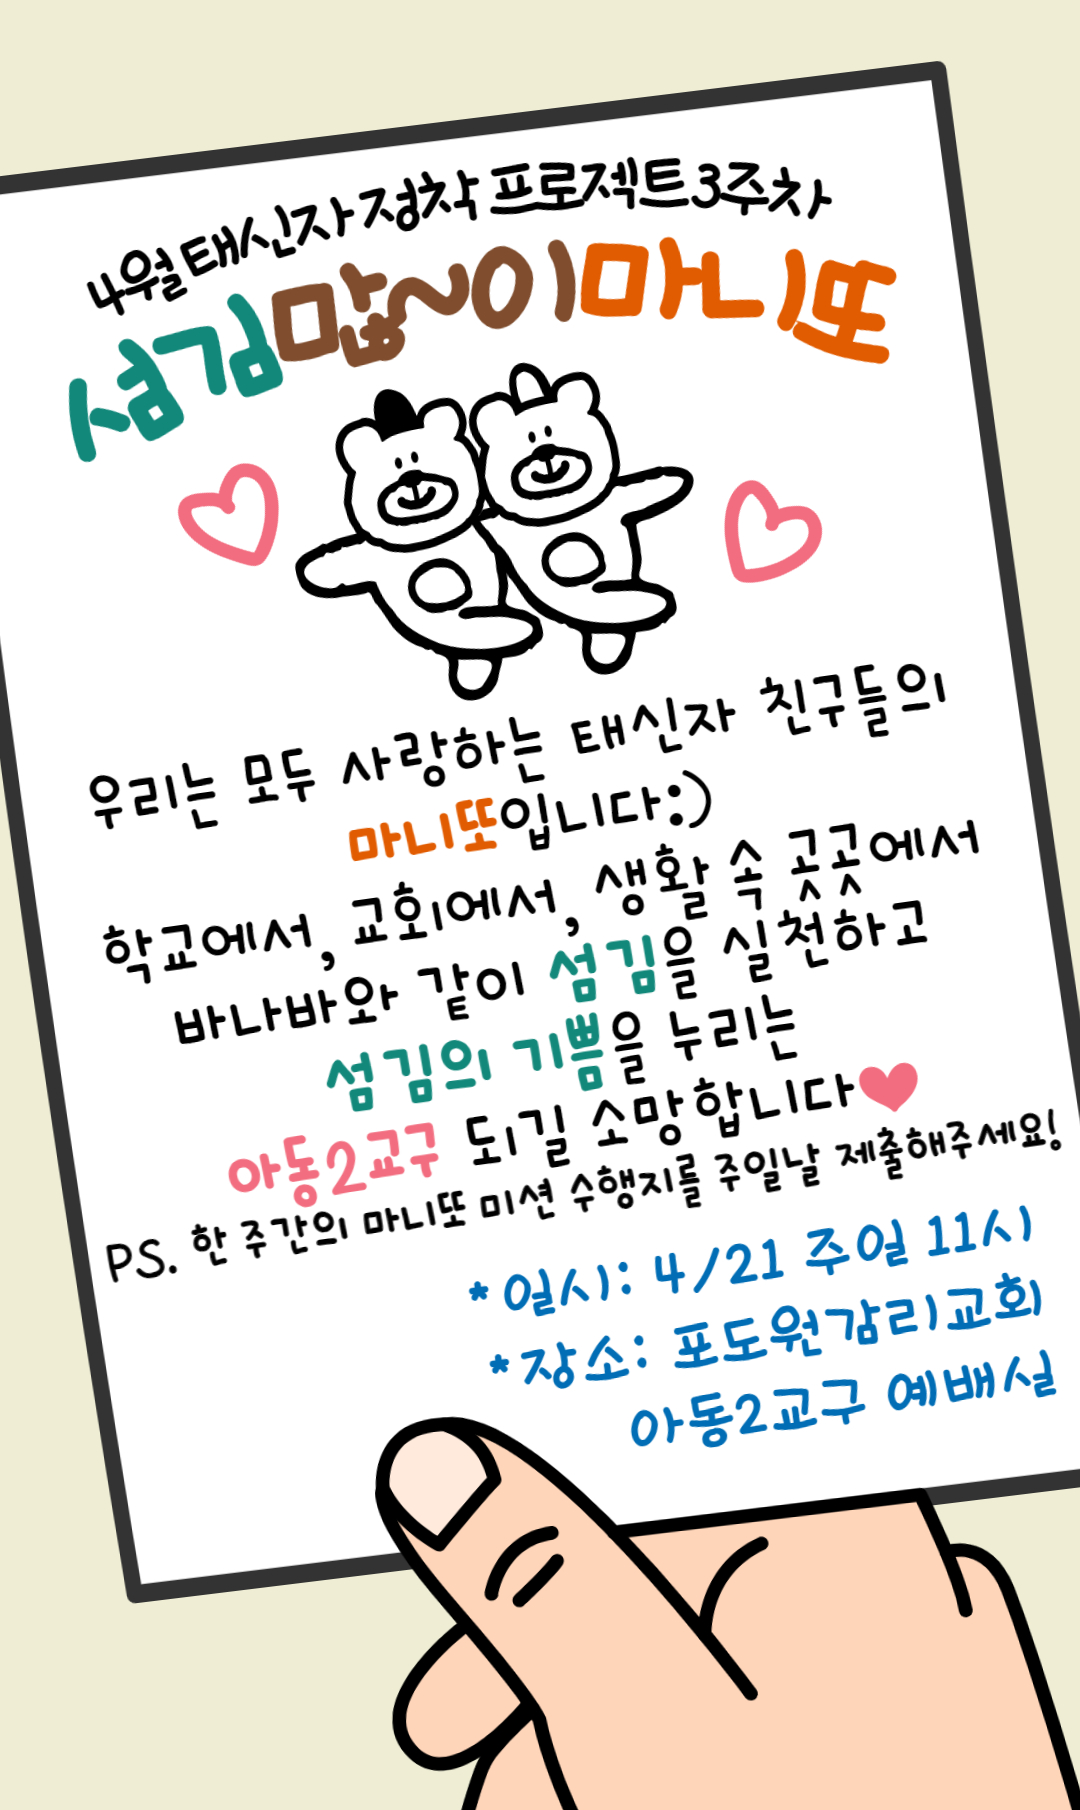 4월 태신자 정착 프로젝트 3주차
섬김많~이마니또
우리는 모두 사랑하는 태신자 친구들의
마니또입니다:)
학교에서, 교회에서, 생활 속 곳곳에서
바나바와 같이 섬김을 실천하고
섬김의 기쁨을 누리는
아동2교구 되길 소망합니다
PS. 한 주간의 마니또 미션 수행지를 주일날 제출해주세요!
* 일시: 4/21 주일 11시
* 장소: 포도원감리교회
아동2교구 예배실